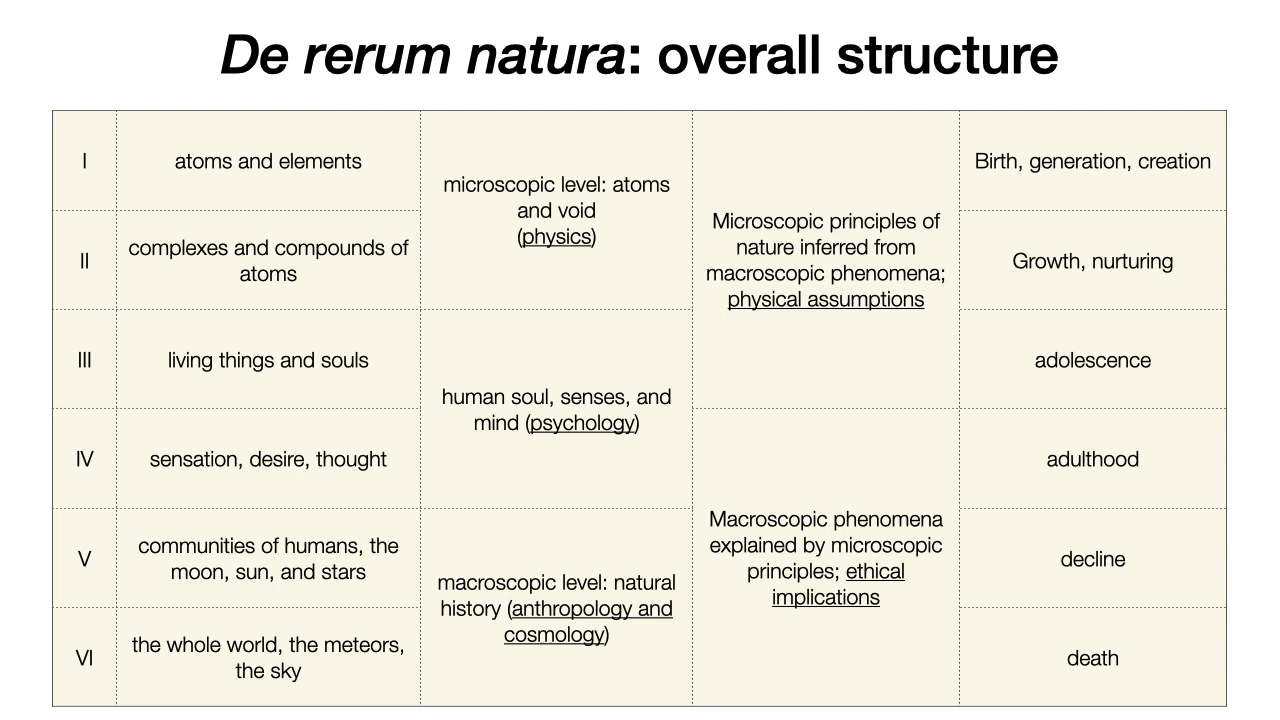 De rerum natura: overall structure
I
atoms and elements
microscopic level: atoms
and void
(physics)
Microscopic principles of
nature inferred from
macroscopic phenomena;
physical assumptions
Birth, generation, creation
II
complexes and compounds of
atoms
Growth, nurturing
III
living things and souls
human soul, senses, and
mind (psychology)
adolescence
IV
sensation, desire, thought
Macroscopic phenomena
explained by microscopic
principles; ethical
implications
adulthood
V
communities of humans, the
moon, sun, and stars
macroscopic level: natural
history (anthropology and
cosmology)
decline
VI
the whole world, the meteors,
the sky
death